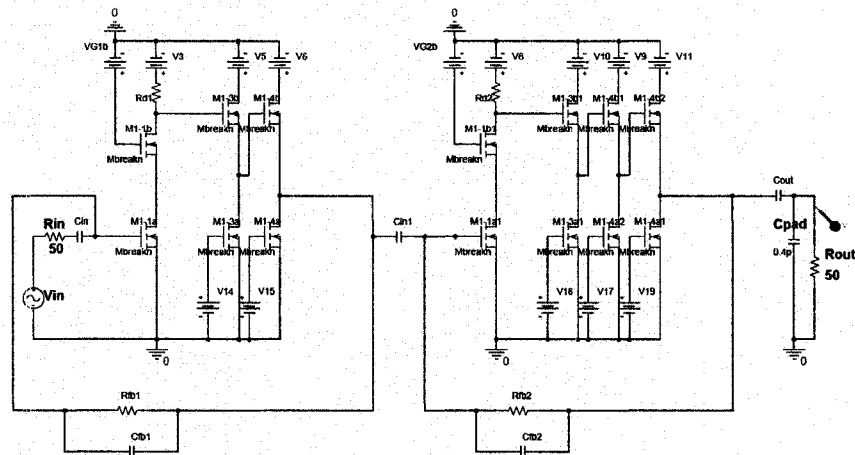 0
0
VG1b
V3
V5
V6
VG2b
V8
V10
V9
V11
Rd1
M1-3b
M1-4b
Rd2
M1-3b1
M1-4b1
M1-4b2
M1-1b
Mbreakn
Mbreakn
M1-1b1
Mbreakn
Mbreakn
Mbreakn
Mbreakn
Mbreakn
Cout
Rin
Cin
M1-1a
M1-3a
M1-4a
Cin1
M1-1a1
M1-3a1
M1-4a2
M1-4a1
Cpad
50
Mbreakn
Mbreakn
Mbreakn
Mbreakn
Mbreakn
Mbreakn
Mbreakn
0.4p
Rout
50
Vin
V14
V15
V16
V17
V19
0
0
0
Rfb1
Rfb2
Cfb1
Cfb2